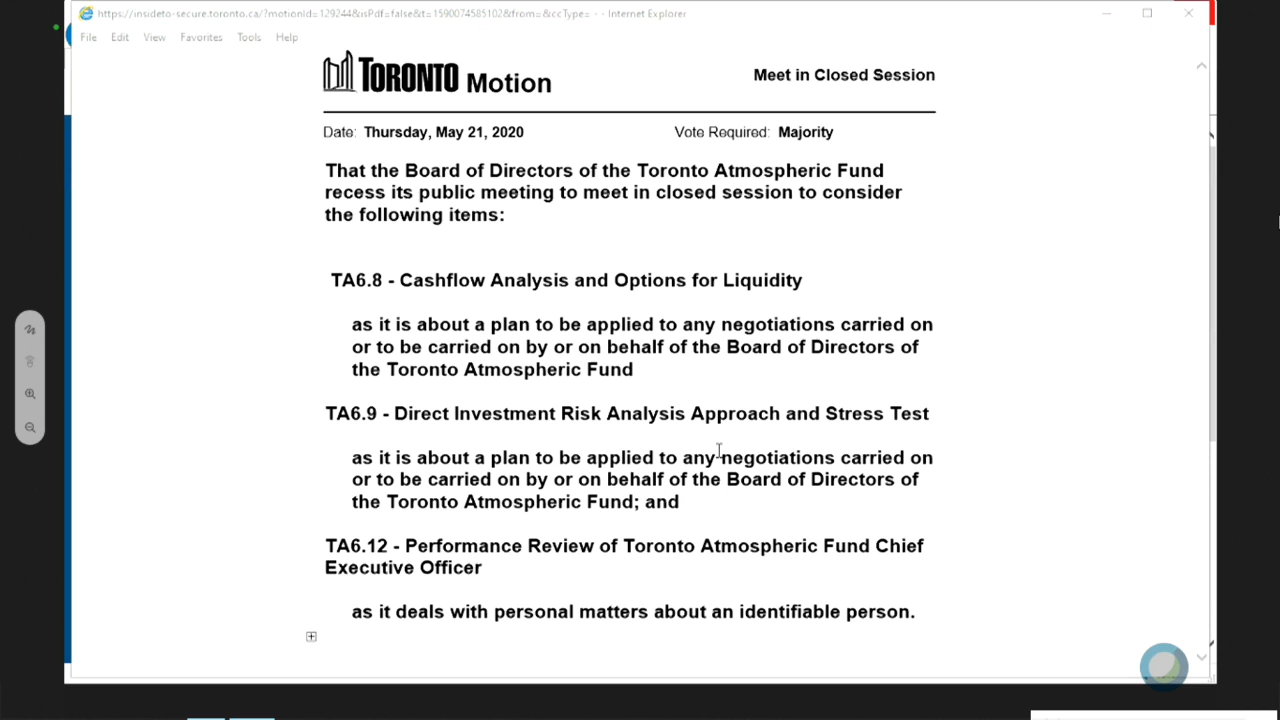 https://insideto-secure.toronto.ca/?motionId=129244&isPdf=false&t=1590074585102&from=&ccType= - - Internet Explorer
File Edit View Favorites Tools Help
TORONTO Motion
Meet in Closed Session
Date: Thursday, May 21, 2020
Vote Required: Majority
That the Board of Directors of the Toronto Atmospheric Fund
recess its public meeting to meet in closed session to consider
the following items:
TA6.8 - Cashflow Analysis and Options for Liquidity
as it is about a plan to be applied to any negotiations carried on
or to be carried on by or on behalf of the Board of Directors of
the Toronto Atmospheric Fund
TA6.9 - Direct Investment Risk Analysis Approach and Stress Test
as it is about a plan to be applied to any negotiations carried on
or to be carried on by or on behalf of the Board of Directors of
the Toronto Atmospheric Fund; and
TA6.12 - Performance Review of Toronto Atmospheric Fund Chief
Executive Officer
as it deals with personal matters about an identifiable person.